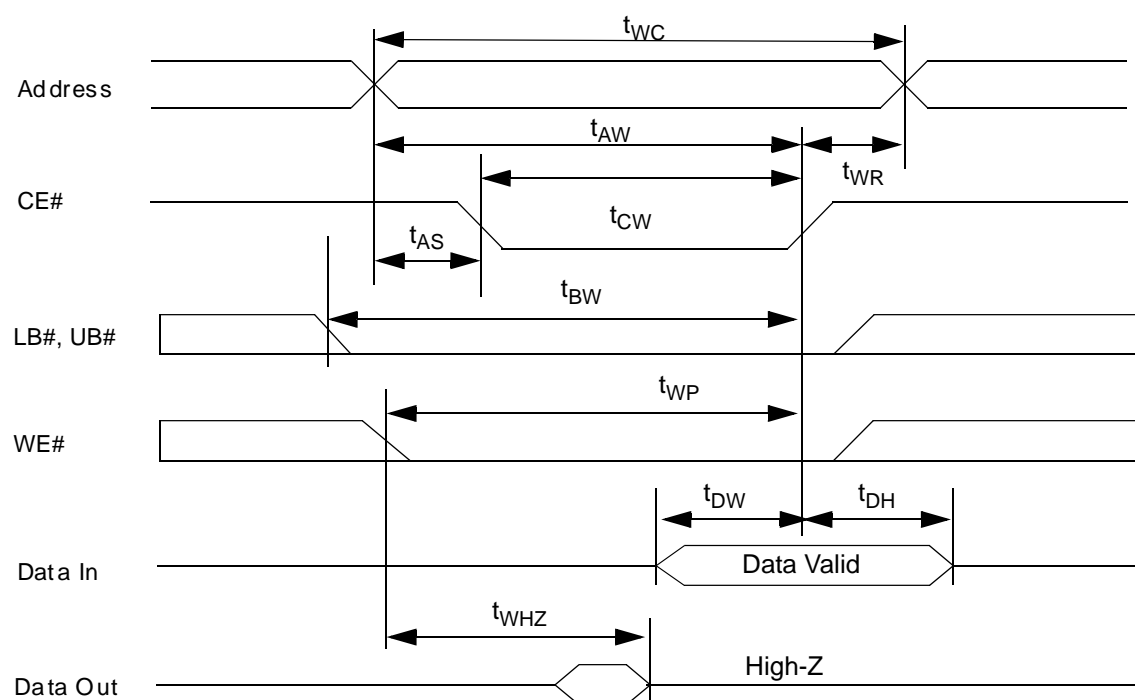 tWC
Address
tAW
tWR
CE#
tCW
tAS
tBW
LB#, UB#
tWP
WE#
tDW
tDH
Data In
Data Valid
tWHZ
Data Out
High-Z